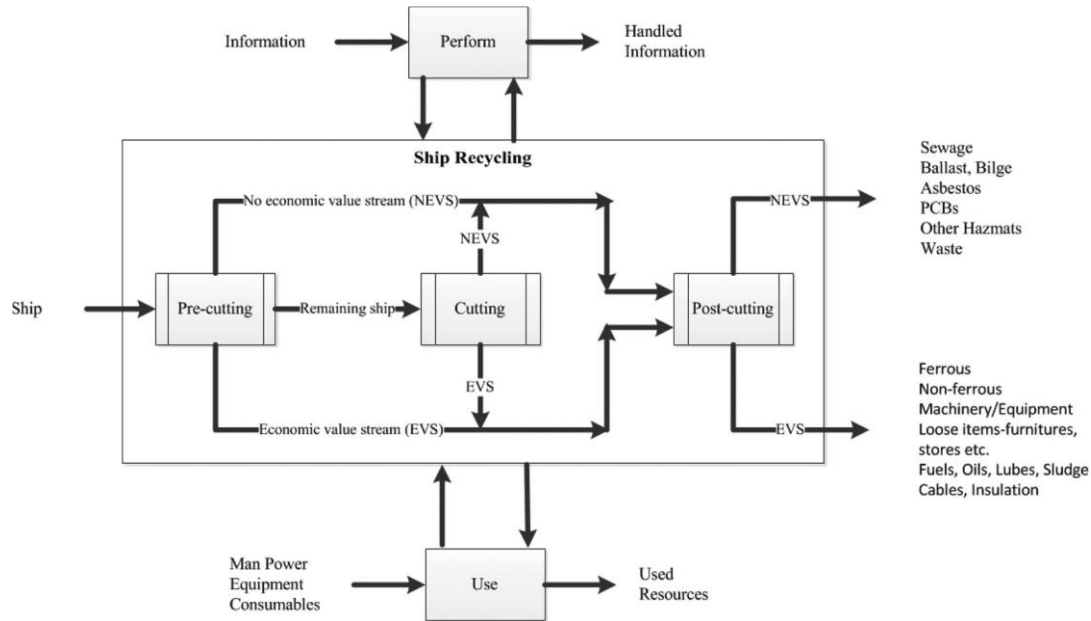 Information
Perform
Handled
Information
Ship Recycling
No economic value stream (NEVS)
NEVS
NEVS
Sewage
Ballast, Bilge
Asbestos
PCBs
Other Hazmats
Waste
Ship
Pre-cutting
Remaining ship
Cutting
Post-cutting
EVS
Economic value stream (EVS)
EVS
Ferrous
Non-ferrous
Machinery/Equipment
Loose items-furnitures,
stores etc.
Fuels, Oils, Lubes, Sludge
Cables, Insulation
Man Power
Equipment
Consumables
Use
Used
Resources